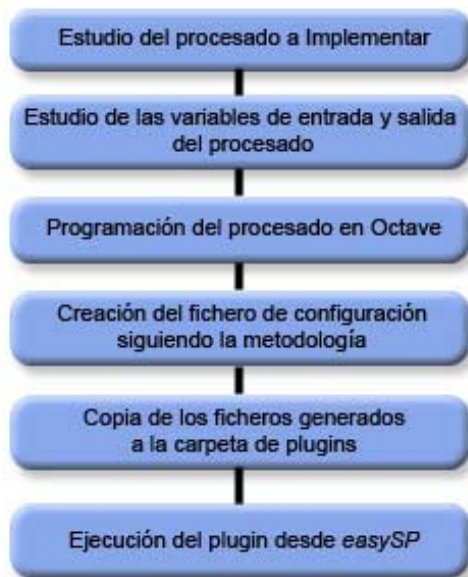 Estudio del procesado a Implementar
Estudio de las variables de entrada y salida
del procesado
Programación del procesado en Octave
Creación del fichero de configuración
siguiendo la metodología
Copia de los ficheros generados
a la carpeta de plugins
Ejecución del plugin desde easySP